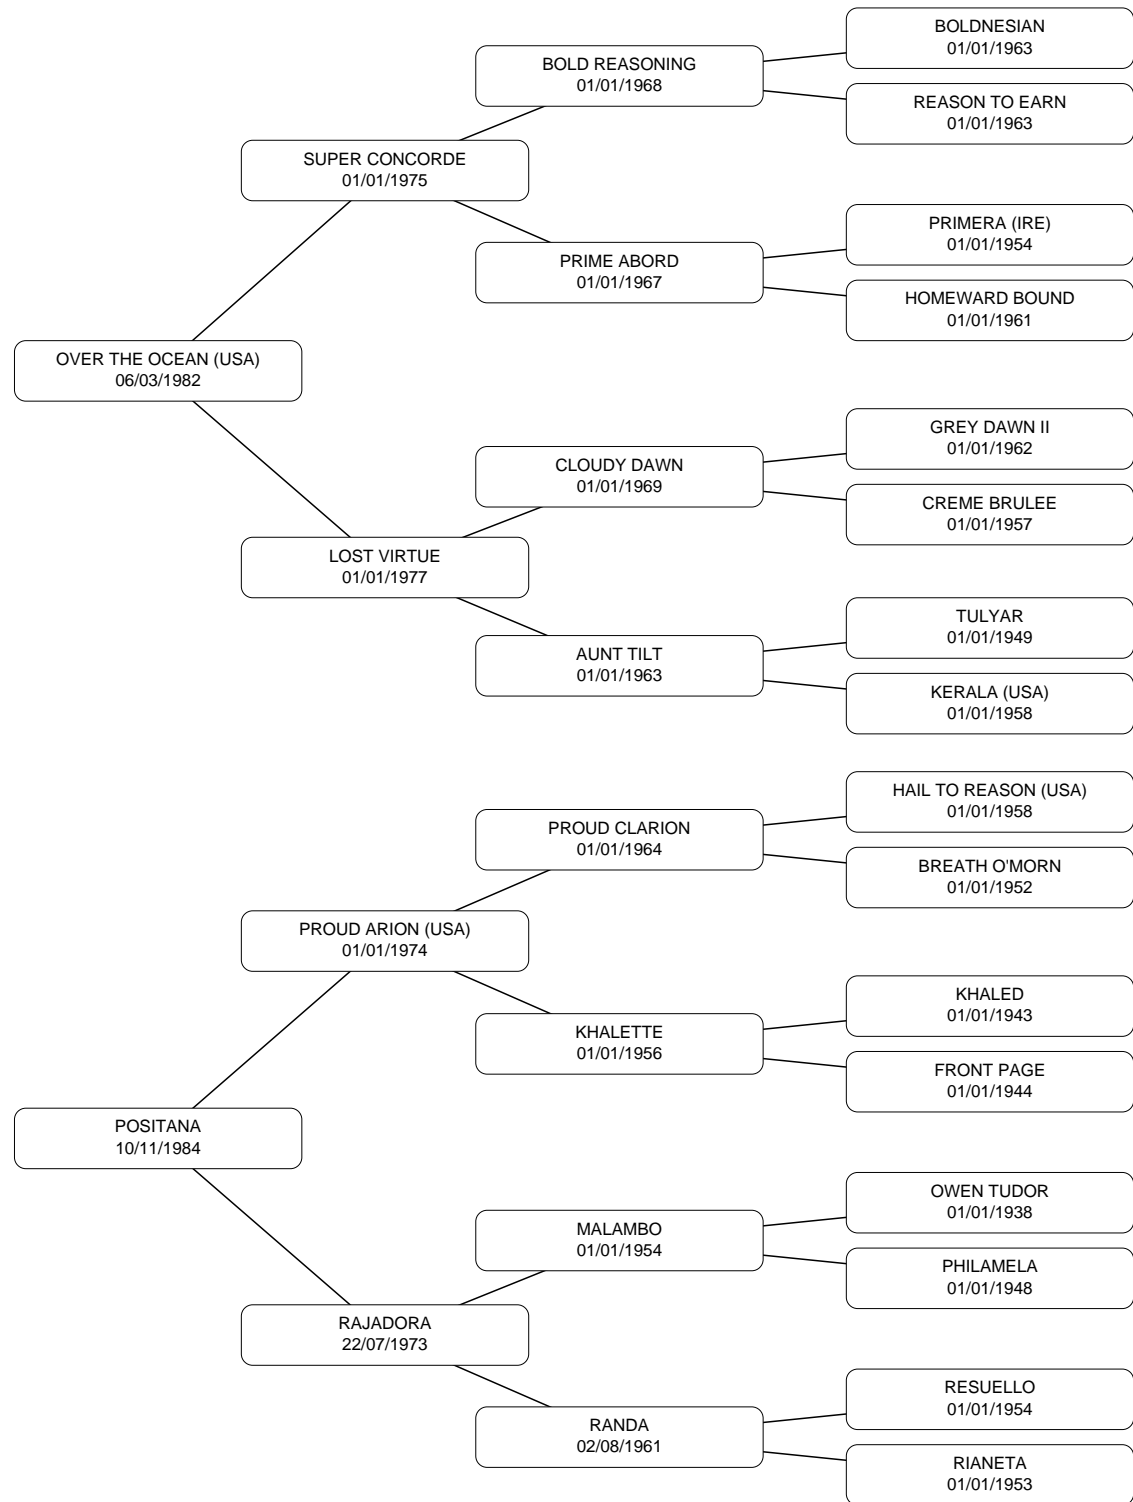 BOLDNESIAN
01/01/1963
BOLD REASONING
01/01/1968
REASON TO EARN
01/01/1963
SUPER CONCORDE
01/01/1975
PRIMERA (IRE)
01/01/1954
PRIME ABORD
01/01/1967
HOMEWARD BOUND
01/01/1961
OVER THE OCEAN (USA)
06/03/1982
GREY DAWN II
01/01/1962
CLOUDY DAWN
01/01/1969
CREME BRULEE
01/01/1957
LOST VIRTUE
01/01/1977
TULYAR
01/01/1949
AUNT TILT
01/01/1963
KERALA (USA)
01/01/1958
HAIL TO REASON (USA)
01/01/1958
PROUD CLARION
01/01/1964
BREATH O'MORN
01/01/1952
PROUD ARION (USA)
01/01/1974
KHALED
01/01/1943
KHALETTE
01/01/1956
FRONT PAGE
01/01/1944
POSITANA
10/11/1984
OWEN TUDOR
01/01/1938
MALAMBO
01/01/1954
PHILAMELA
01/01/1948
RAJADORA
22/07/1973
RESUELLO
01/01/1954
RANDA
02/08/1961
RIANETA
01/01/1953